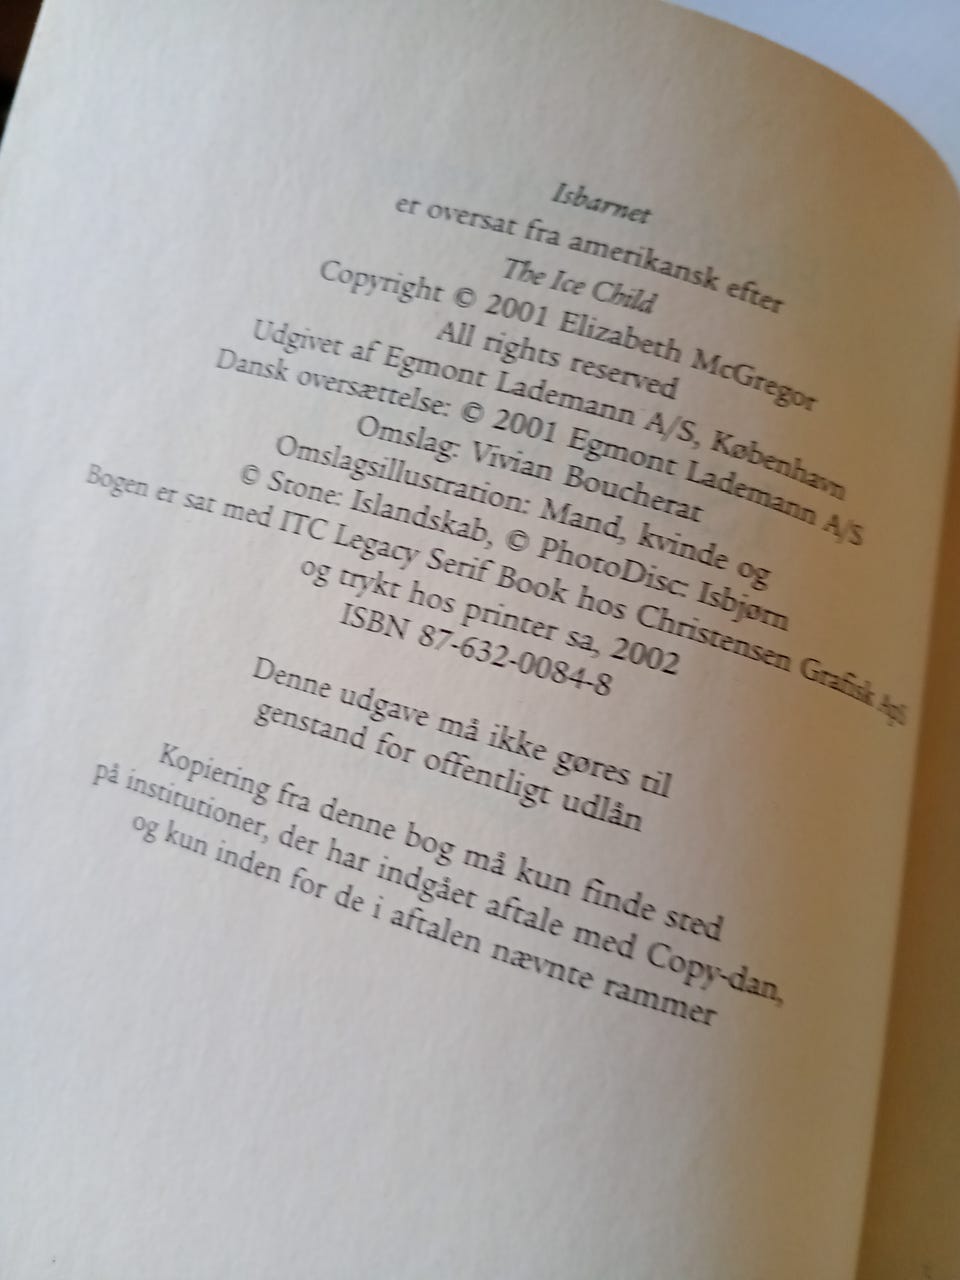 Isbarnet
er oversat fra amerikansk efter
The Ice Child
Copyright © 2001 Elizabeth McGregor
All rights reserved
Udgivet af Egmont Lademann A/S, København
Dansk oversættelse: © 2001 Egmont Lademann A/S
Omslag: Vivian Boucherat
Omslagsillustration: Mand, kvinde og
© Stone: Islandskab, © PhotoDisc: Isbjørn
Bogen er sat med ITC Legacy Serif Book hos Christensen Grafisk ApS
og trykt hos printer sa, 2002
ISBN 87-632-0084-8
Denne udgave må ikke gøres til
genstand for offentligt udlån
Kopiering fra denne bog må kun finde sted
på institutioner, der har indgået aftale med Copy-dan,
og kun inden for de i aftalen nævnte rammer